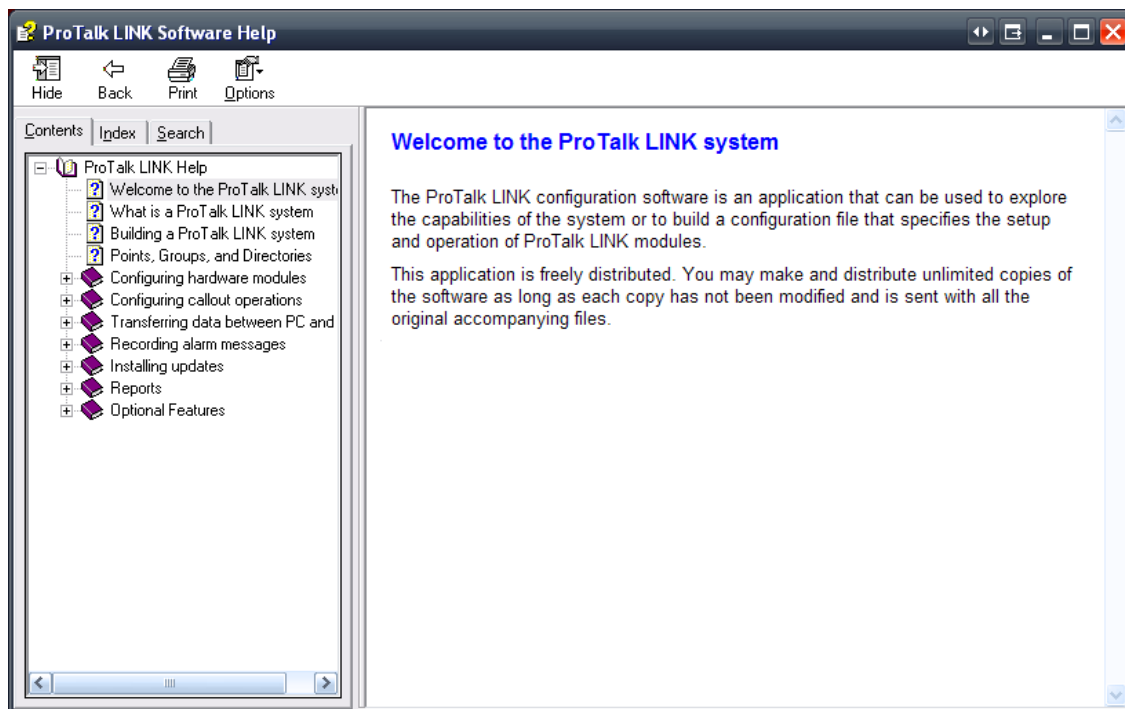 ProTalk LINK Software Help
Hide Back Print Options
Contents Index Search
ProTalk LINK Help
Welcome to the ProTalk LINK syst
What is a ProTalk LINK system
Building a ProTalk LINK system
Points, Groups, and Directories
Configuring hardware modules
Configuring callout operations
Transferring data between PC and
Recording alarm messages
Installing updates
Reports
Optional Features
Welcome to the ProTalk LINK system
The ProTalk LINK configuration software is an application that can be used to explore
the capabilities of the system or to build a configuration file that specifies the setup
and operation of ProTalk LINK modules.
This application is freely distributed. You may make and distribute unlimited copies of
the software as long as each copy has not been modified and is sent with all the
original accompanying files.